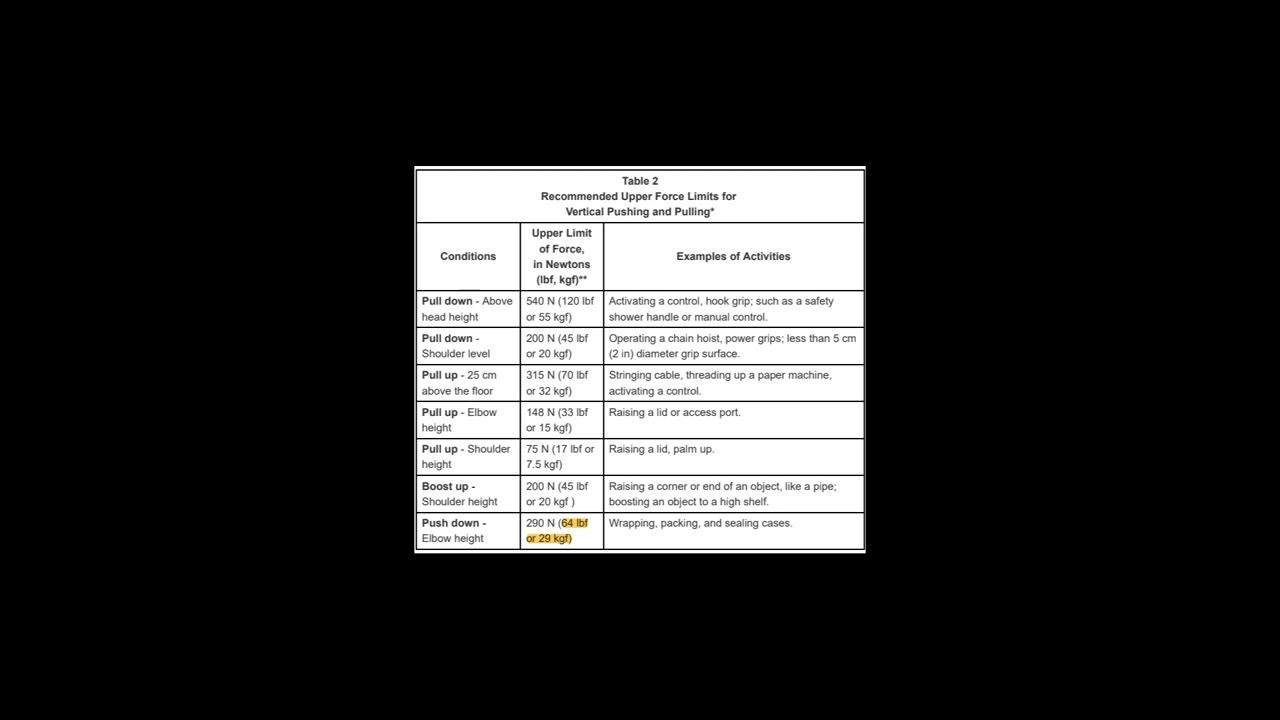 Table 2
Recommended Upper Force Limits for
Vertical Pushing and Pulling*
Conditions
Upper Limit
of Force,
in Newtons
(lbf, kgf)**
Examples of Activities
Pull down - Above
head height
540 N (120 lbf
or 55 kgf)
Activating a control, hook grip; such as a safety
shower handle or manual control.
Pull down -
Shoulder level
200 N (45 lbf
or 20 kgf)
Operating a chain hoist, power grips; less than 5 cm
(2 in) diameter grip surface.
Pull up - 25 cm
above the floor
315 N (70 lbf
or 32 kgf)
Stringing cable, threading up a paper machine,
activating a control.
Pull up - Elbow
height
148 N (33 lbf
or 15 kgf)
Raising a lid or access port.
Pull up - Shoulder
height
75 N (17 lbf or
7.5 kgf)
Raising a lid, palm up.
Boost up -
Shoulder height
200 N (45 lbf
or 20 kgf )
Raising a corner or end of an object, like a pipe;
boosting an object to a high shelf.
Push down -
Elbow height
290 N (64 lbf
or 29 kgf)
Wrapping, packing, and sealing cases.